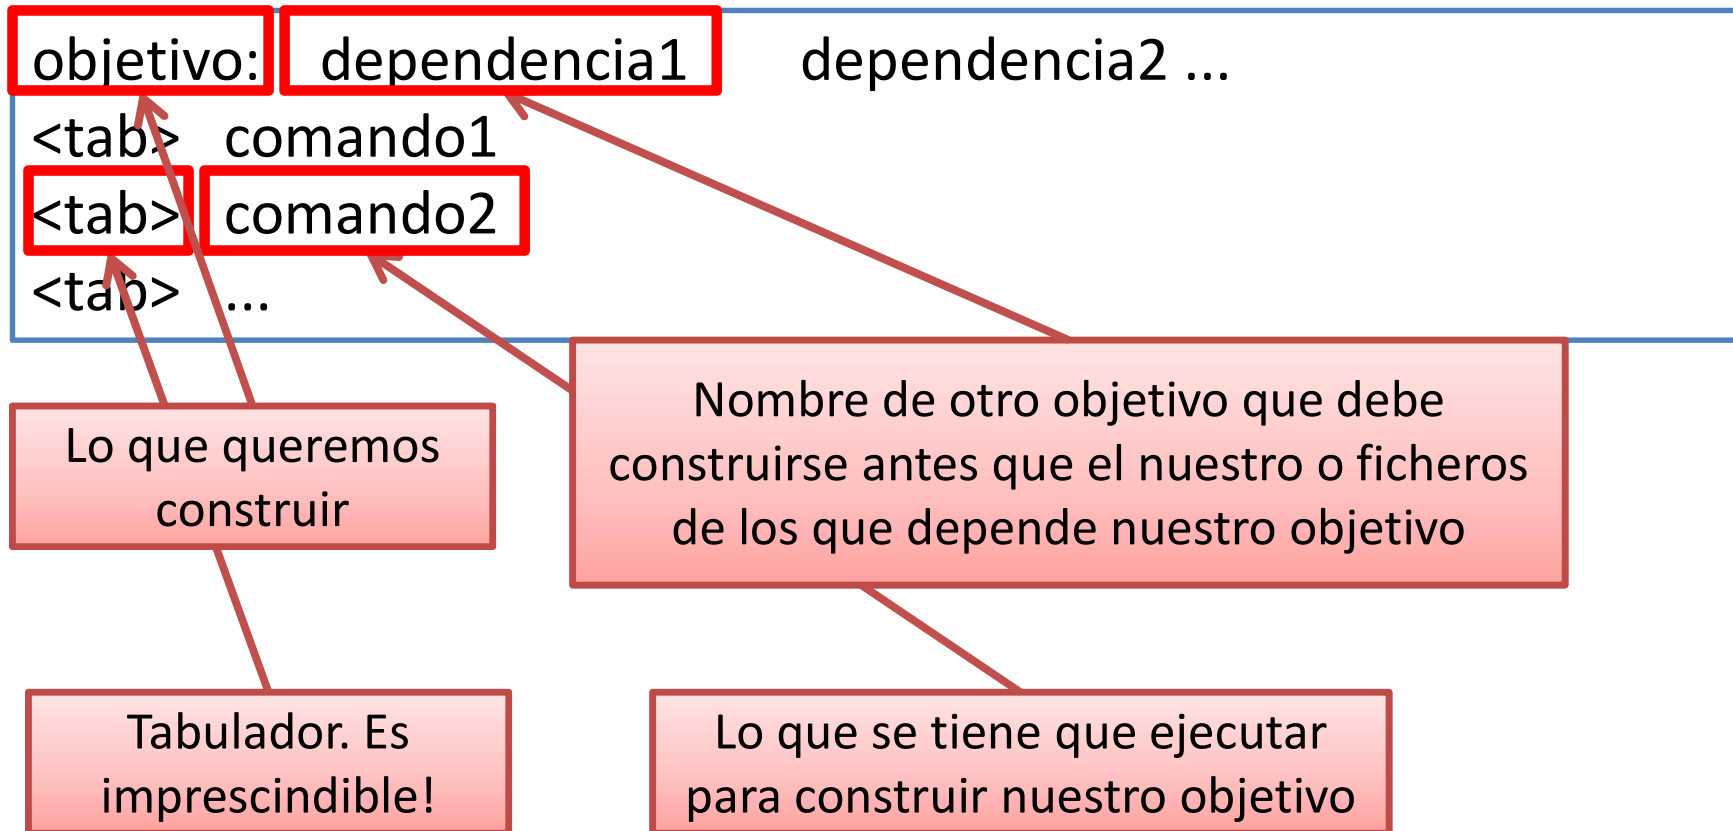 objetivo: dependencia1 dependencia2 ...
<tab> comando1
<tab> comando2
<tab> ...
Lo que queremos
construir
Nombre de otro objetivo que debe
construirse antes que el nuestro o ficheros
de los que depende nuestro objetivo
Tabulador. Es
imprescindible!
Lo que se tiene que ejecutar
para construir nuestro objetivo